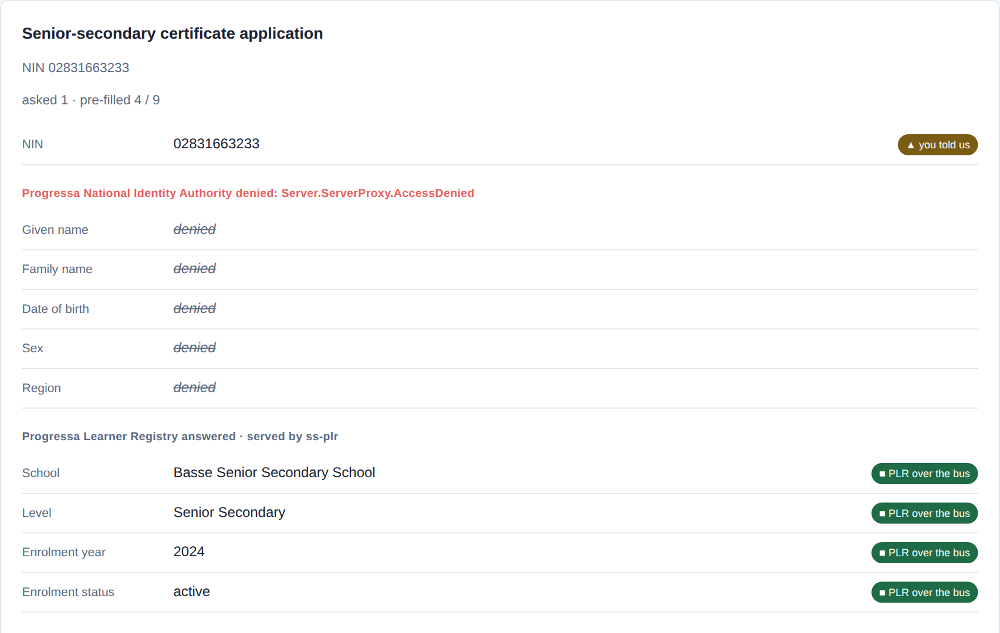 Senior-secondary certificate application
NIN 02831663233
asked 1 · pre-filled 4 / 9
NIN 02831663233 ▲ you told us
Progressa National Identity Authority denied: Server.ServerProxy.AccessDenied
Given name denied
Family name denied
Date of birth denied
Sex denied
Region denied
Progressa Learner Registry answered · served by ss-plr
School Basse Senior Secondary School ■ PLR over the bus
Level Senior Secondary ■ PLR over the bus
Enrolment year 2024 ■ PLR over the bus
Enrolment status active ■ PLR over the bus